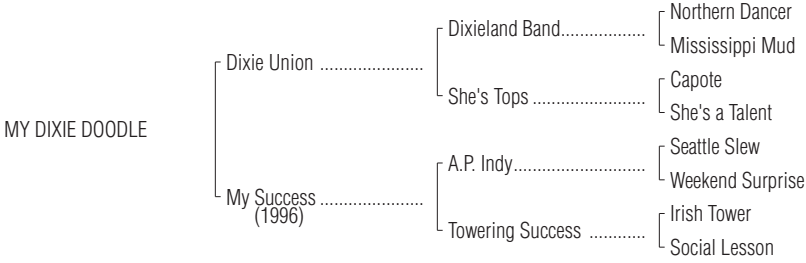 Northern Dancer
Dixieland Band....................
Mississippi Mud
Dixie Union .......................
Capote
She's Tops .........................
She's a Talent
MY DIXIE DOODLE
Seattle Slew
A.P. Indy.............................
Weekend Surprise
My Success .......................
(1996)
Irish Tower
Towering Success ............
Social Lesson